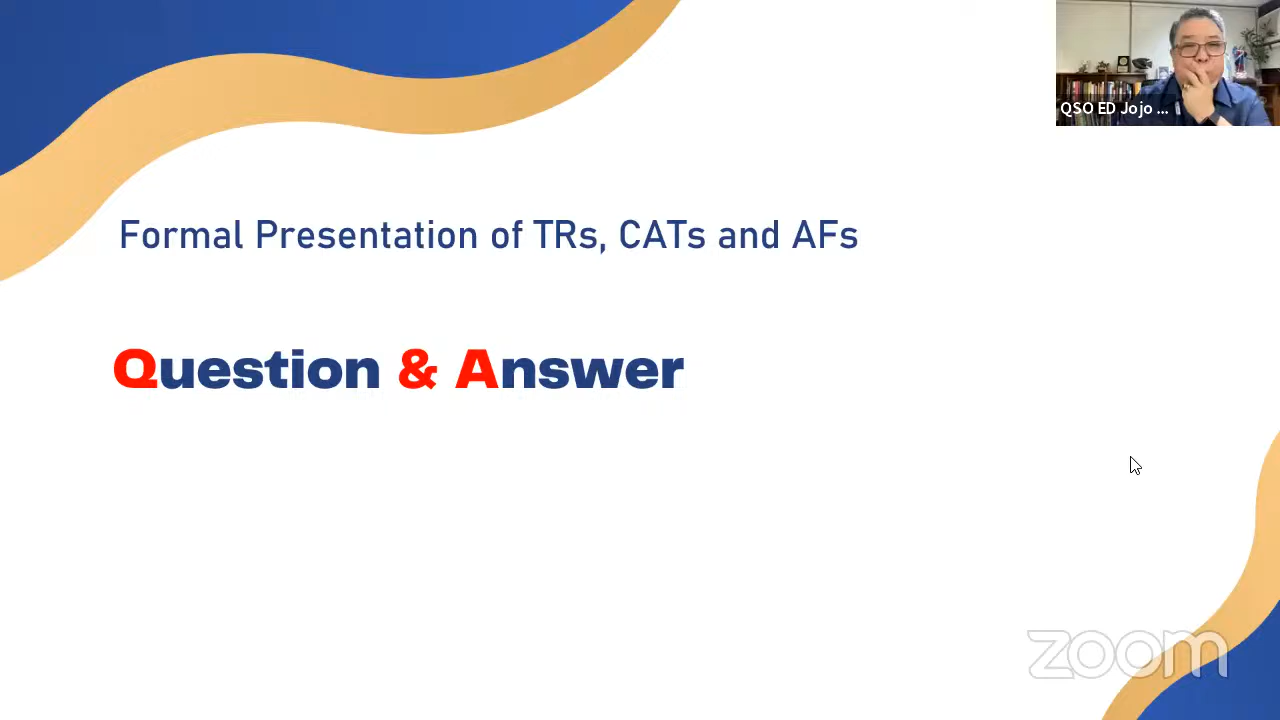 QSO ED Jojo ...
Formal Presentation of TRs, CATs and AFs
Question & Answer
zoom